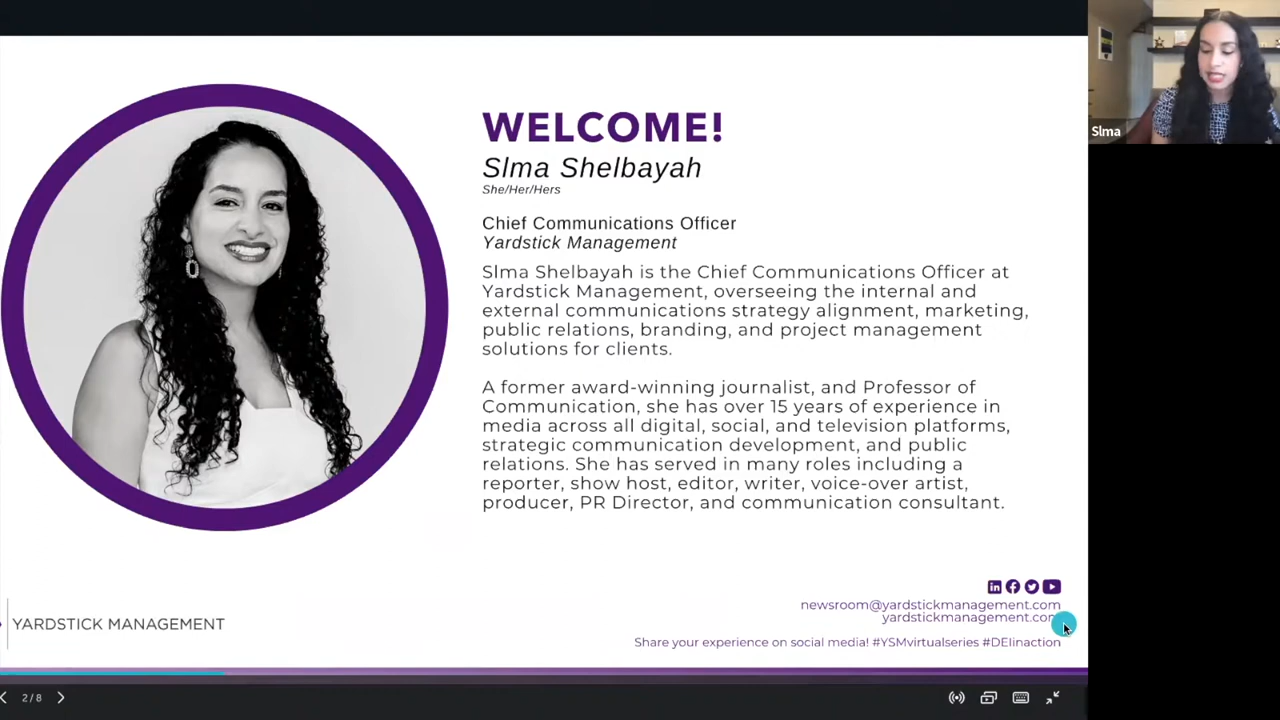 WELCOME!
Slma Shelbayah
She/Her/Hers
Chief Communications Officer
Yardstick Management
Slma Shelbayah is the Chief Communications Officer at
Yardstick Management, overseeing the internal and
external communications strategy alignment, marketing,
public relations, branding, and project management
solutions for clients.
A former award-winning journalist, and Professor of
Communication, she has over 15 years of experience in
media across all digital, social, and television platforms,
strategic communication development, and public
relations. She has served in many roles including a
reporter, show host, editor, writer, voice-over artist,
producer, PR Director, and communication consultant.
newsroom@yardstickmanagement.com
yardstickmanagement.com
Share your experience on social media! #YSMvirtualseries #DEIinaction
YARDSTICK MANAGEMENT
2/8
Slma